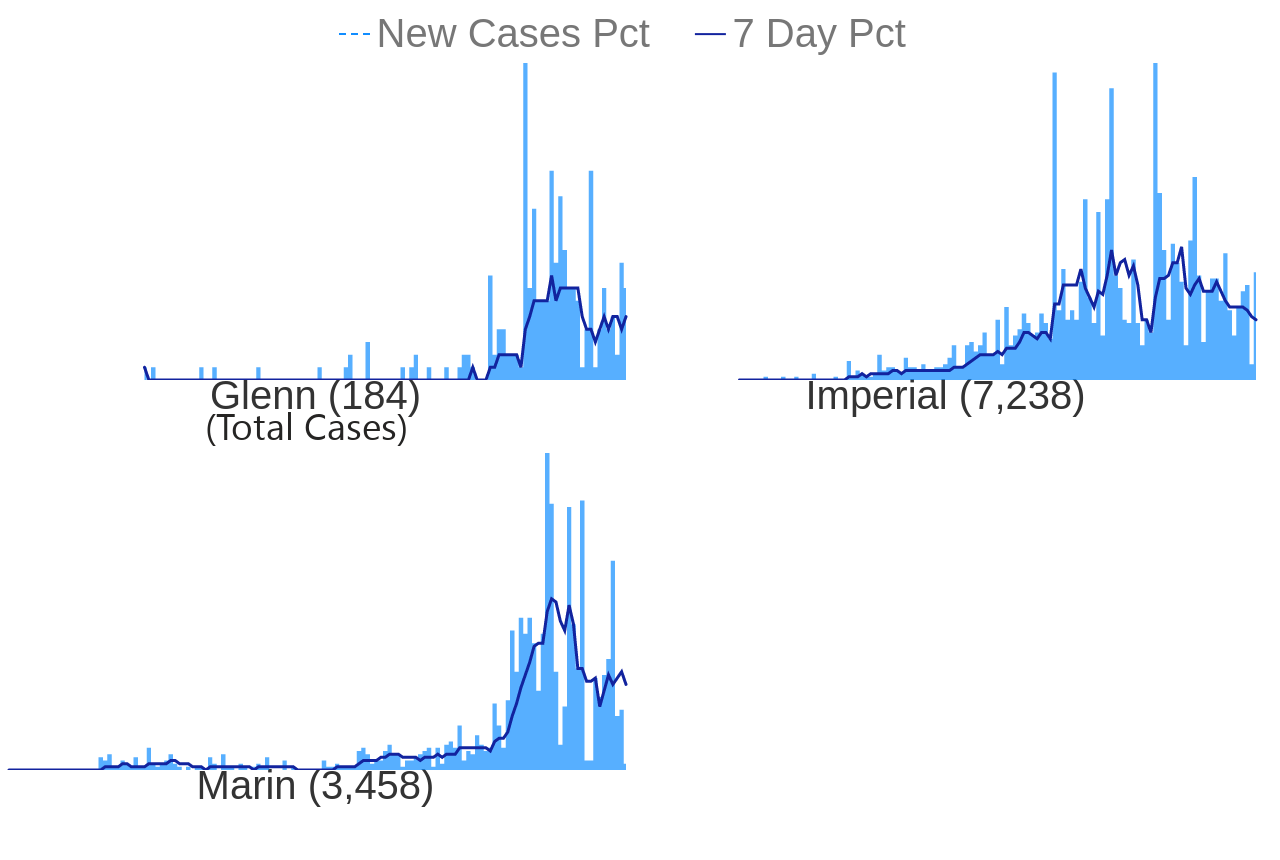 New Cases Pct 7 Day Pct
Glenn (184)
(Total Cases)
Imperial (7,238)
Marin (3,458)